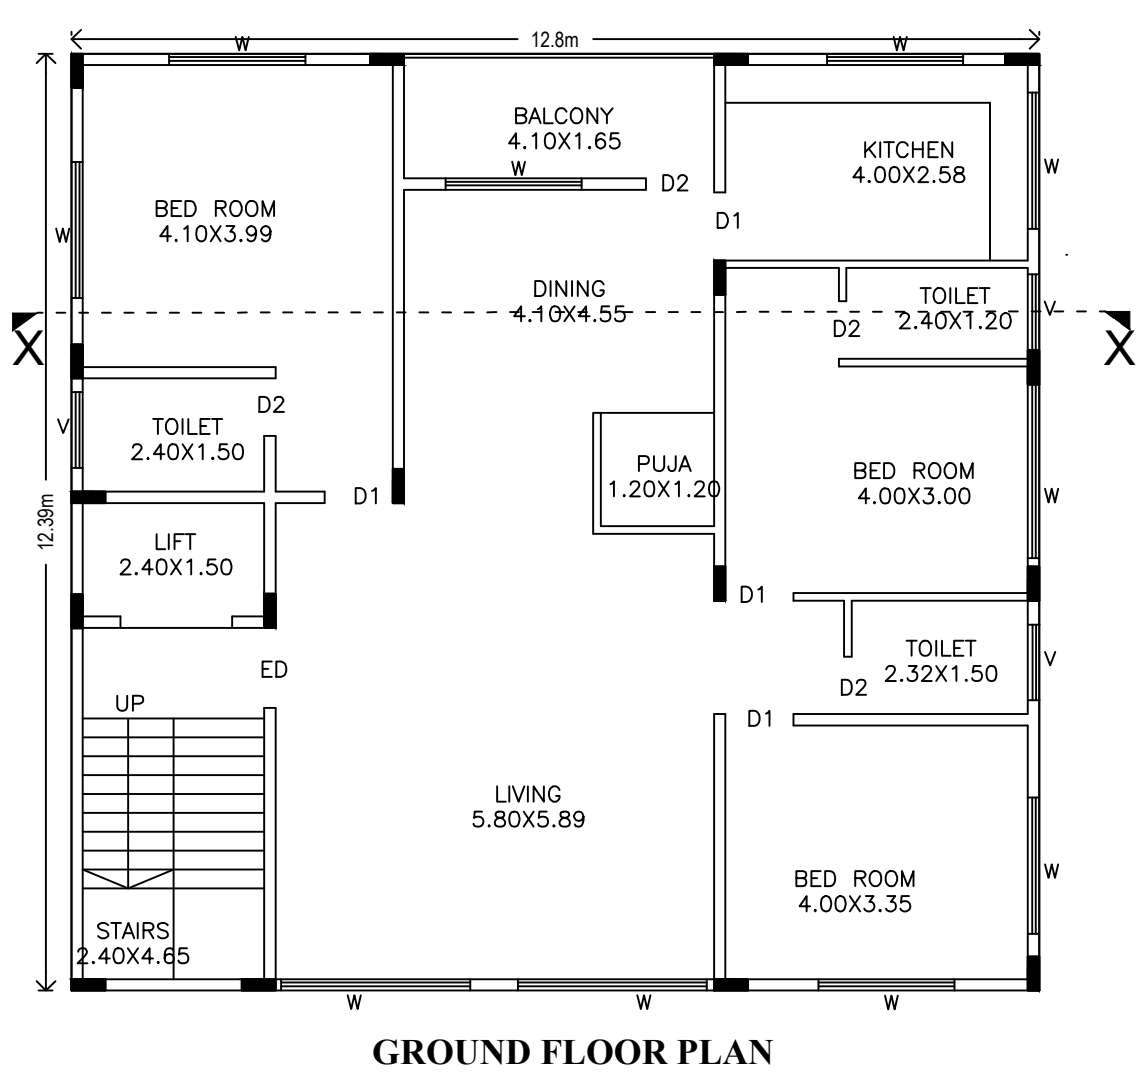 12.8m
W
W
BALCONY
4.10X1.65
KITCHEN
4.00X2.58
W
W
D2
BED ROOM
4.10X3.99
D1
W
DINING
4.10X4.55
TOILET
2.40X1.20
V
D2
X
X
D2
TOILET
2.40X1.50
V
PUJA
1.20X1.20
BED ROOM
4.00X3.00
W
D1
12.39m
LIFT
2.40X1.50
D1
TOILET
2.32X1.50
V
ED
D2
UP
D1
LIVING
5.80X5.89
W
BED ROOM
4.00X3.35
STAIRS
2.40X4.65
W
W
W
GROUND FLOOR PLAN